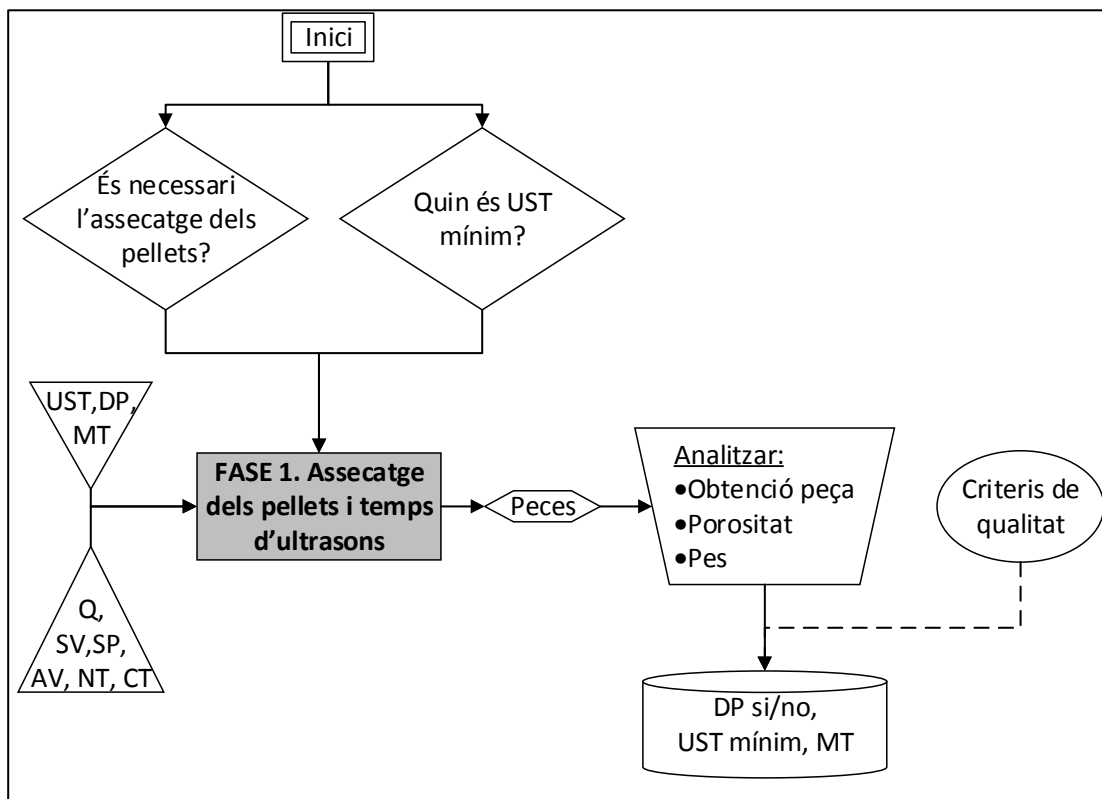 Inici
És necessari
l'assecatge dels
pellets?
Quin és UST
mínim?
UST,DP,
MT
FASE 1. Assecatge
dels pellets i temps
d'ultrasons
Peces
Analitzar:
•Obtenció peça
•Porositat
•Pes
Criteris de
qualitat
Q,
SV,SP,
AV, NT, CT
DP si/no,
UST mínim, MT